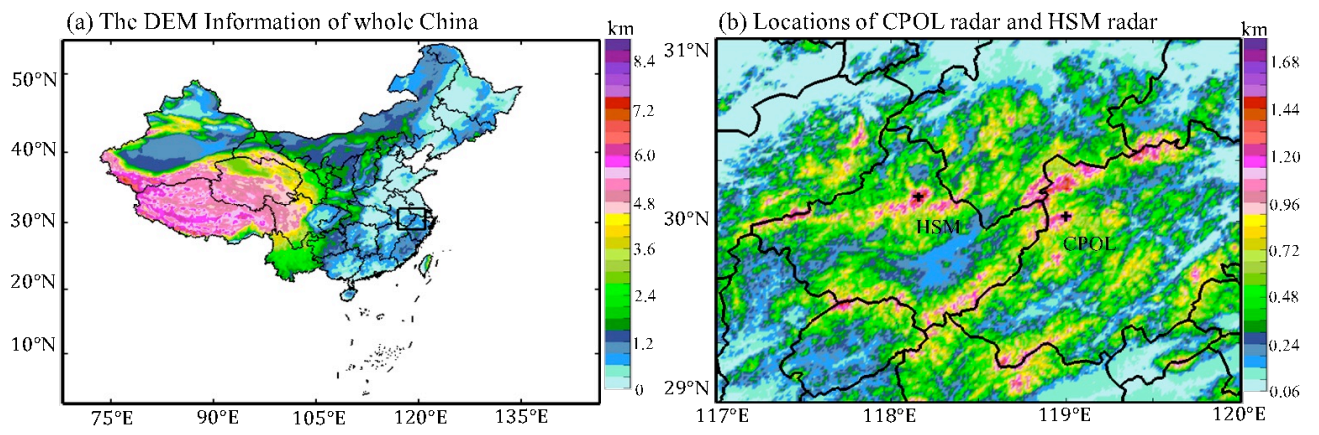 (a) The DEM Information of whole China
km
8.4
7.2
6.0
4.8
3.6
2.4
1.2
0
50°N
40°N
30°N
20°N
10°N
75°E
90°E
105°E
120°E
135°E
(b) Locations of CPOL radar and HSM radar
km
1.68
1.44
1.20
0.96
0.72
0.48
0.24
0.06
31°N
30°N
29°N
HSM
CPOL
117°E
118°E
119°E
120°E